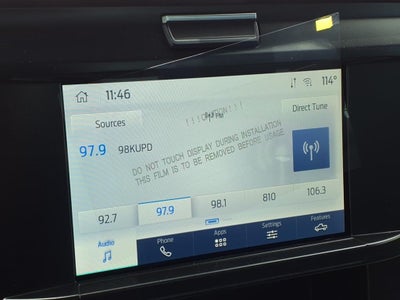 11:46
114°
Sources
!!!CAUTION!!!
Direct Tune
97.9 98KUPD
DO NOT TOUCH DISPLAY DURING INSTALLATION
THIS FILM IS TO BE REMOVED BEFORE USAGE
92.7 97.9 98.1 810 106.3
Audio Phone Apps Settings Features